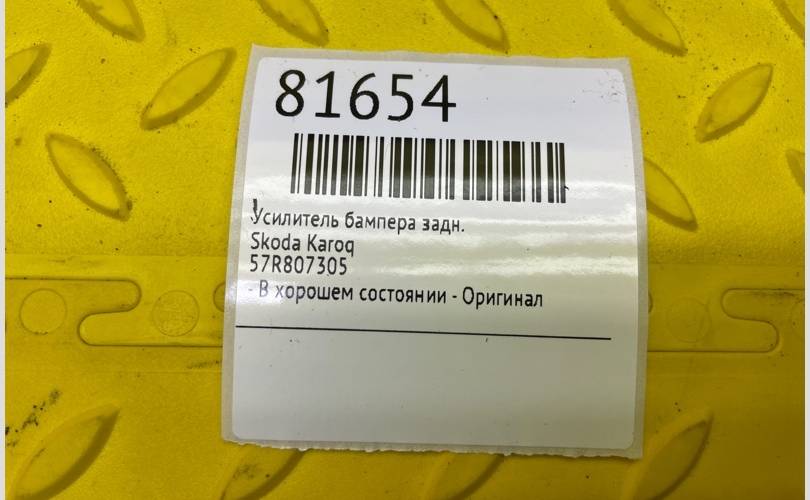 81654
Усилитель бампера задн.
Skoda Karoq
57R807305
- В хорошем состоянии - Оригинал